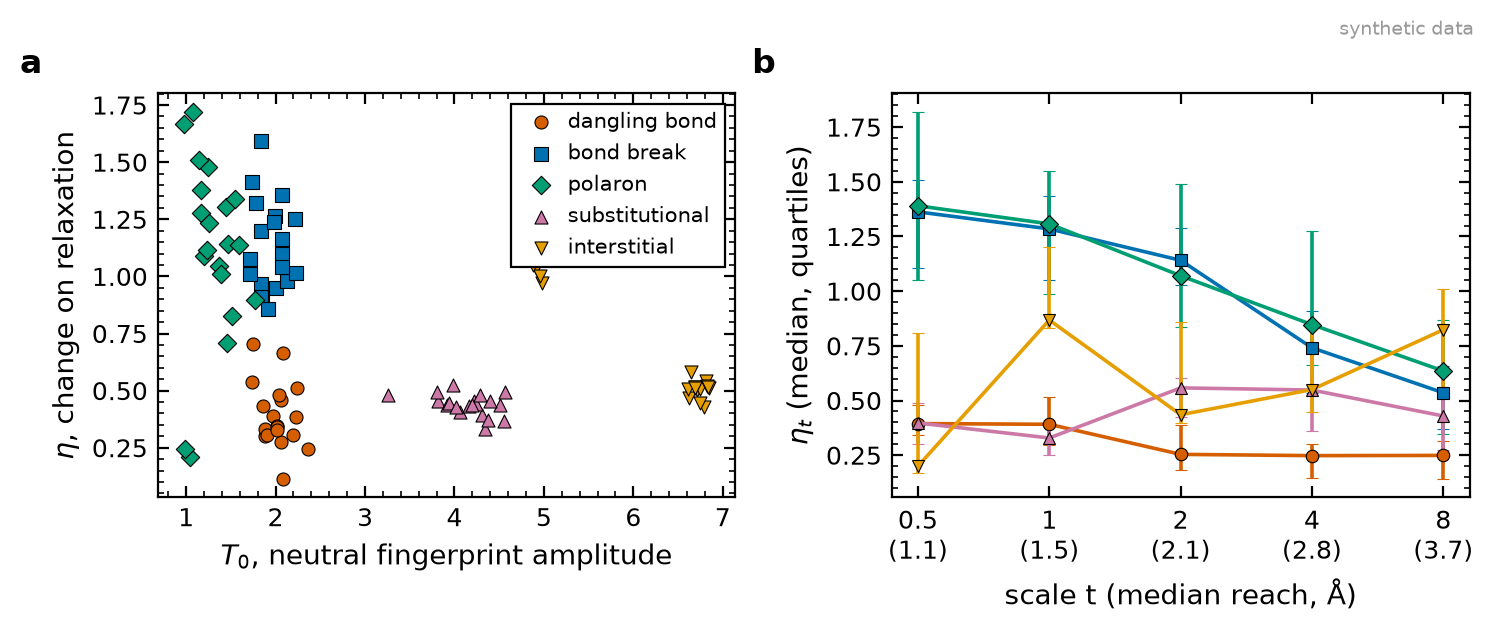 synthetic data
a
b
1.75
1.50
1.25
1.00
0.75
0.50
0.25
η, change on relaxation
dangling bond
bond break
polaron
substitutional
interstitial
1 2 3 4 5 6 7
T₀, neutral fingerprint amplitude
1.75
1.50
1.25
1.00
0.75
0.50
0.25
ηₜ (median, quartiles)
0.5 1 2 4 8
(1.1) (1.5) (2.1) (2.8) (3.7)
scale t (median reach, Å)